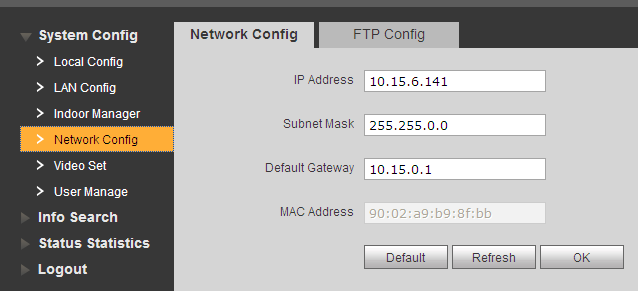 System Config
Local Config
LAN Config
Indoor Manager
Network Config
Video Set
User Manage
Info Search
Status Statistics
Logout
Network Config FTP Config
IP Address 10.15.6.141
Subnet Mask 255.255.0.0
Default Gateway 10.15.0.1
MAC Address 90:02:a9:b9:8f:bb
Default Refresh OK